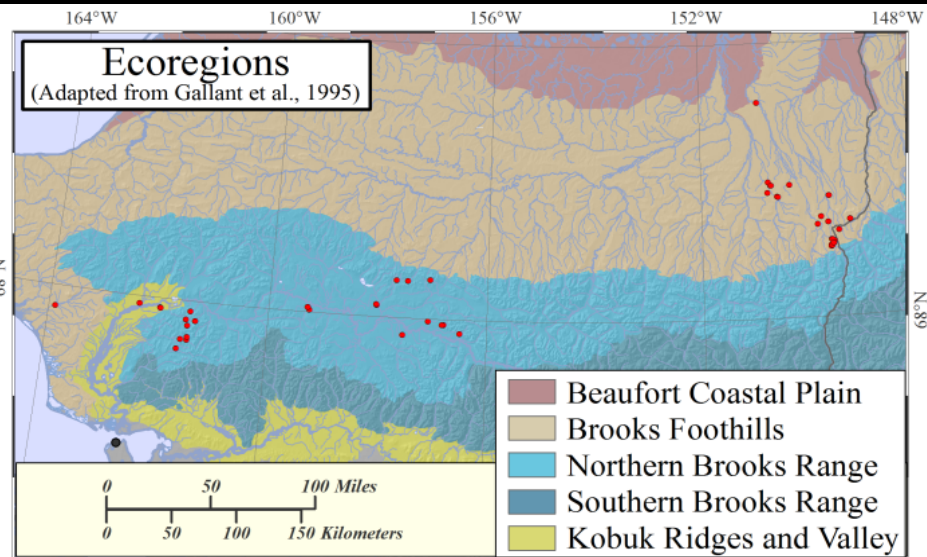 164°W 160°W 156°W 152°W 148°W
Ecoregions
(Adapted from Gallant et al., 1995)
68°N
68°N
Beaufort Coastal Plain
Brooks Foothills
Northern Brooks Range
Southern Brooks Range
Kobuk Ridges and Valley
0 50 100 Miles
0 50 100 150 Kilometers